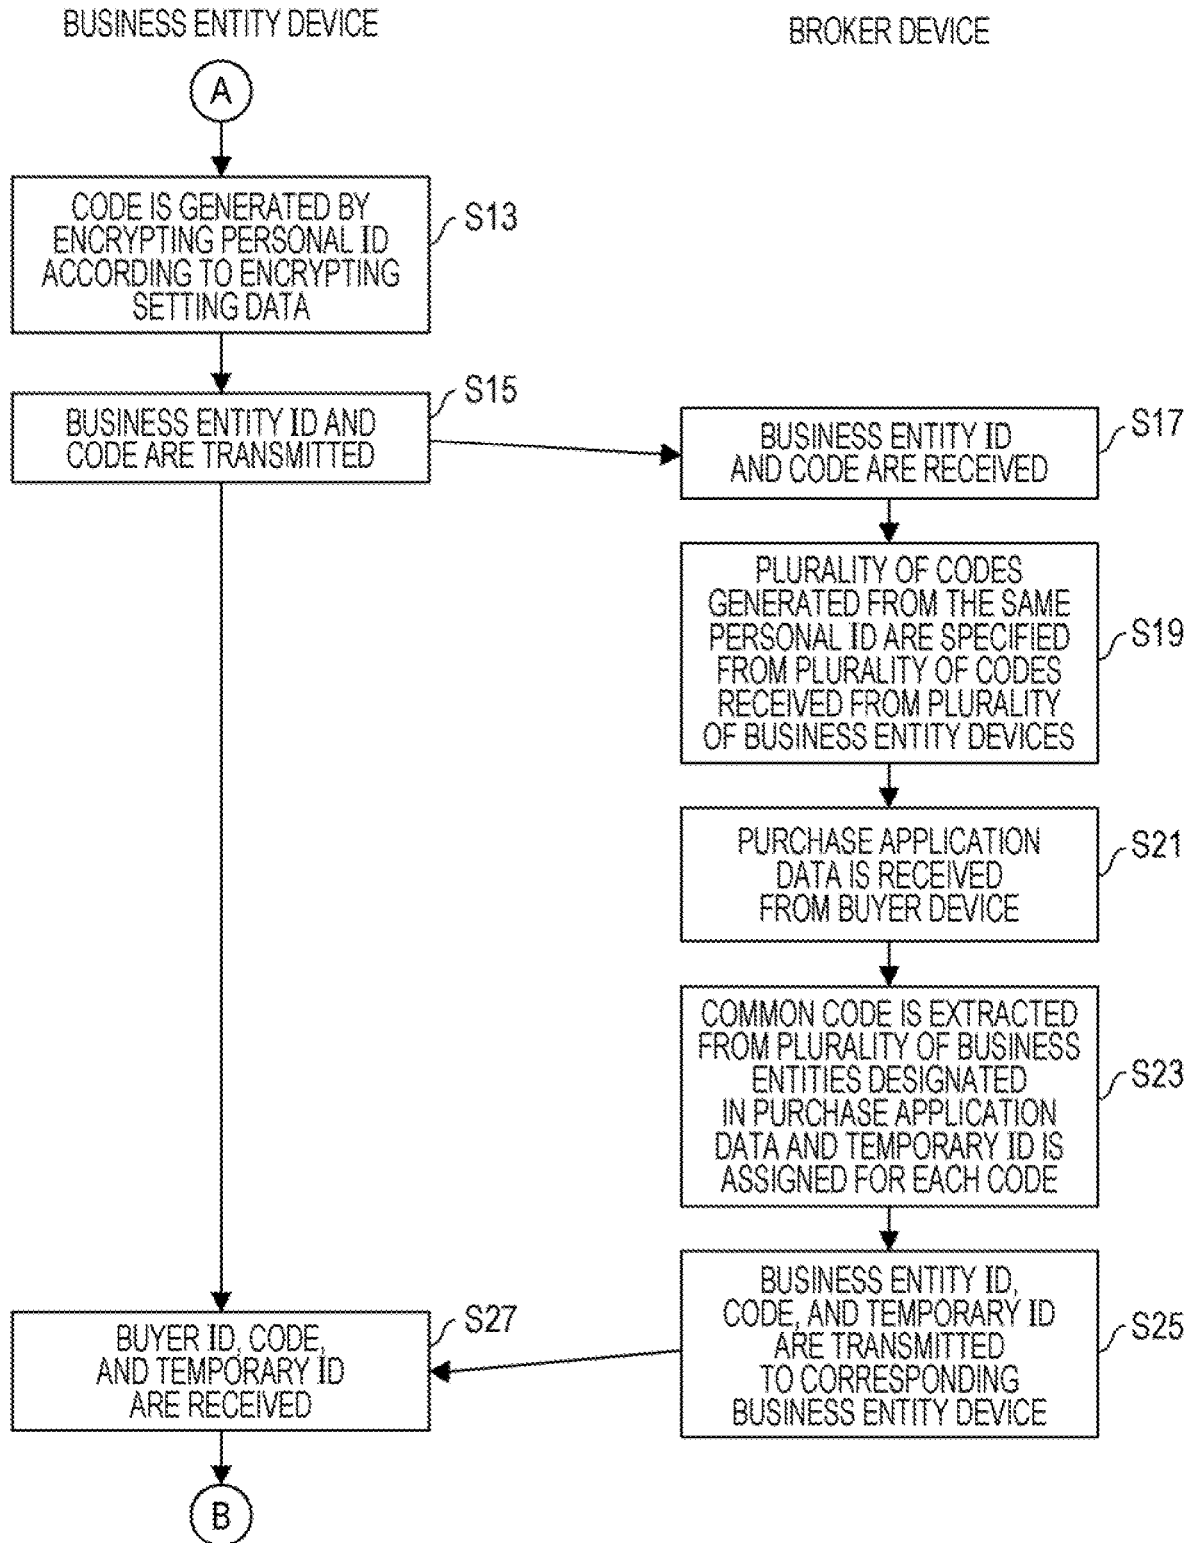 BUSINESS ENTITY DEVICE
BROKER DEVICE
A
CODE IS GENERATED BY
ENCRYPTING PERSONAL ID
ACCORDING TO ENCRYPTING
SETTING DATA
S13
BUSINESS ENTITY ID AND
CODE ARE TRANSMITTED
S15
BUSINESS ENTITY ID
AND CODE ARE RECEIVED
S17
PLURALITY OF CODES
GENERATED FROM THE SAME
PERSONAL ID ARE SPECIFIED
FROM PLURALITY OF CODES
RECEIVED FROM PLURALITY
OF BUSINESS ENTITY DEVICES
S19
PURCHASE APPLICATION
DATA IS RECEIVED
FROM BUYER DEVICE
S21
COMMON CODE IS EXTRACTED
FROM PLURALITY OF BUSINESS
ENTITIES DESIGNATED
IN PURCHASE APPLICATION
DATA AND TEMPORARY ID IS
ASSIGNED FOR EACH CODE
S23
BUSINESS ENTITY ID,
CODE, AND TEMPORARY ID
ARE TRANSMITTED
TO CORRESPONDING
BUSINESS ENTITY DEVICE
S25
BUYER ID, CODE,
AND TEMPORARY ID
ARE RECEIVED
S27
B